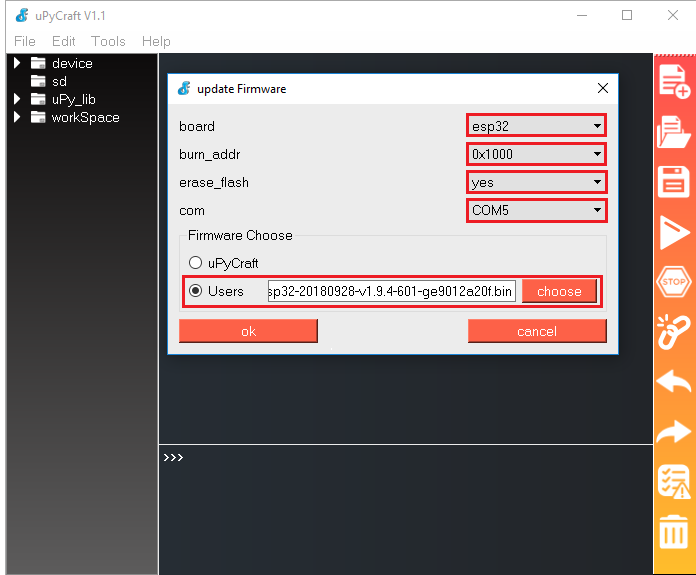 uPyCraft V1.1
File Edit Tools Help
device
sd
uPy_lib
workSpace
update Firmware
board esp32
burn_addr 0x1000
erase_flash yes
com COM5
Firmware Choose
uPyCraft
Users sp32-20180928-v1.9.4-601-ge9012a20f.bin choose
ok cancel
>>>
STOP